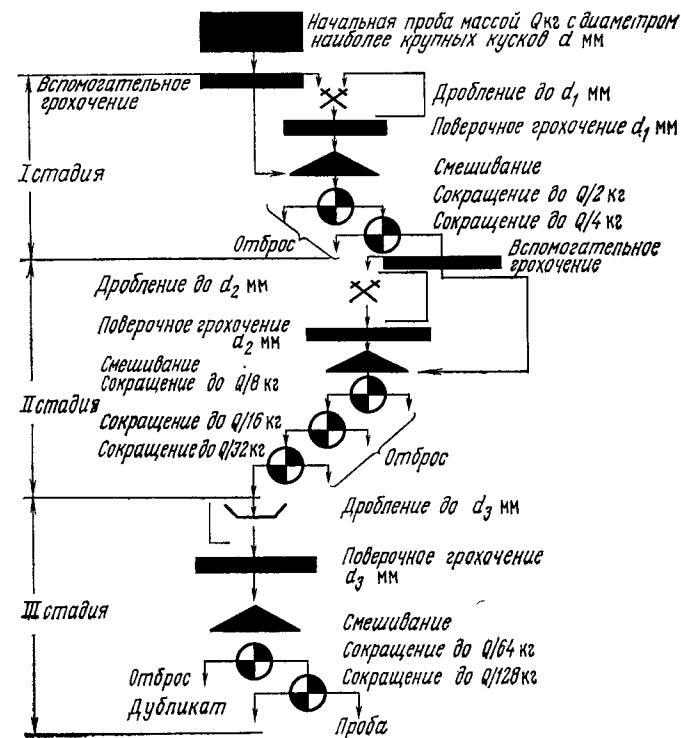 Начальная проба массой Q кг с диаметром
наиболее крупных кусков d мм
Вспомогательное
грохочение
Дробление до d₁ мм
Поверочное грохочение d₁ мм
I стадия
Смешивание
Сокращение до Q/2 кг
Сокращение до Q/4 кг
Отброс
Вспомогательное
грохочение
Дробление до d₂ мм
Поверочное грохочение
d₂ мм
Смешивание
Сокращение до Q/8 кг
II стадия
Сокращение до Q/16 кг
Сокращение до Q/32 кг
Отброс
Дробление до d₃ мм
Поверочное грохочение
d₃ мм
III стадия
Смешивание
Сокращение до Q/64 кг
Сокращение до Q/128 кг
Отброс
Дубликат
Проба